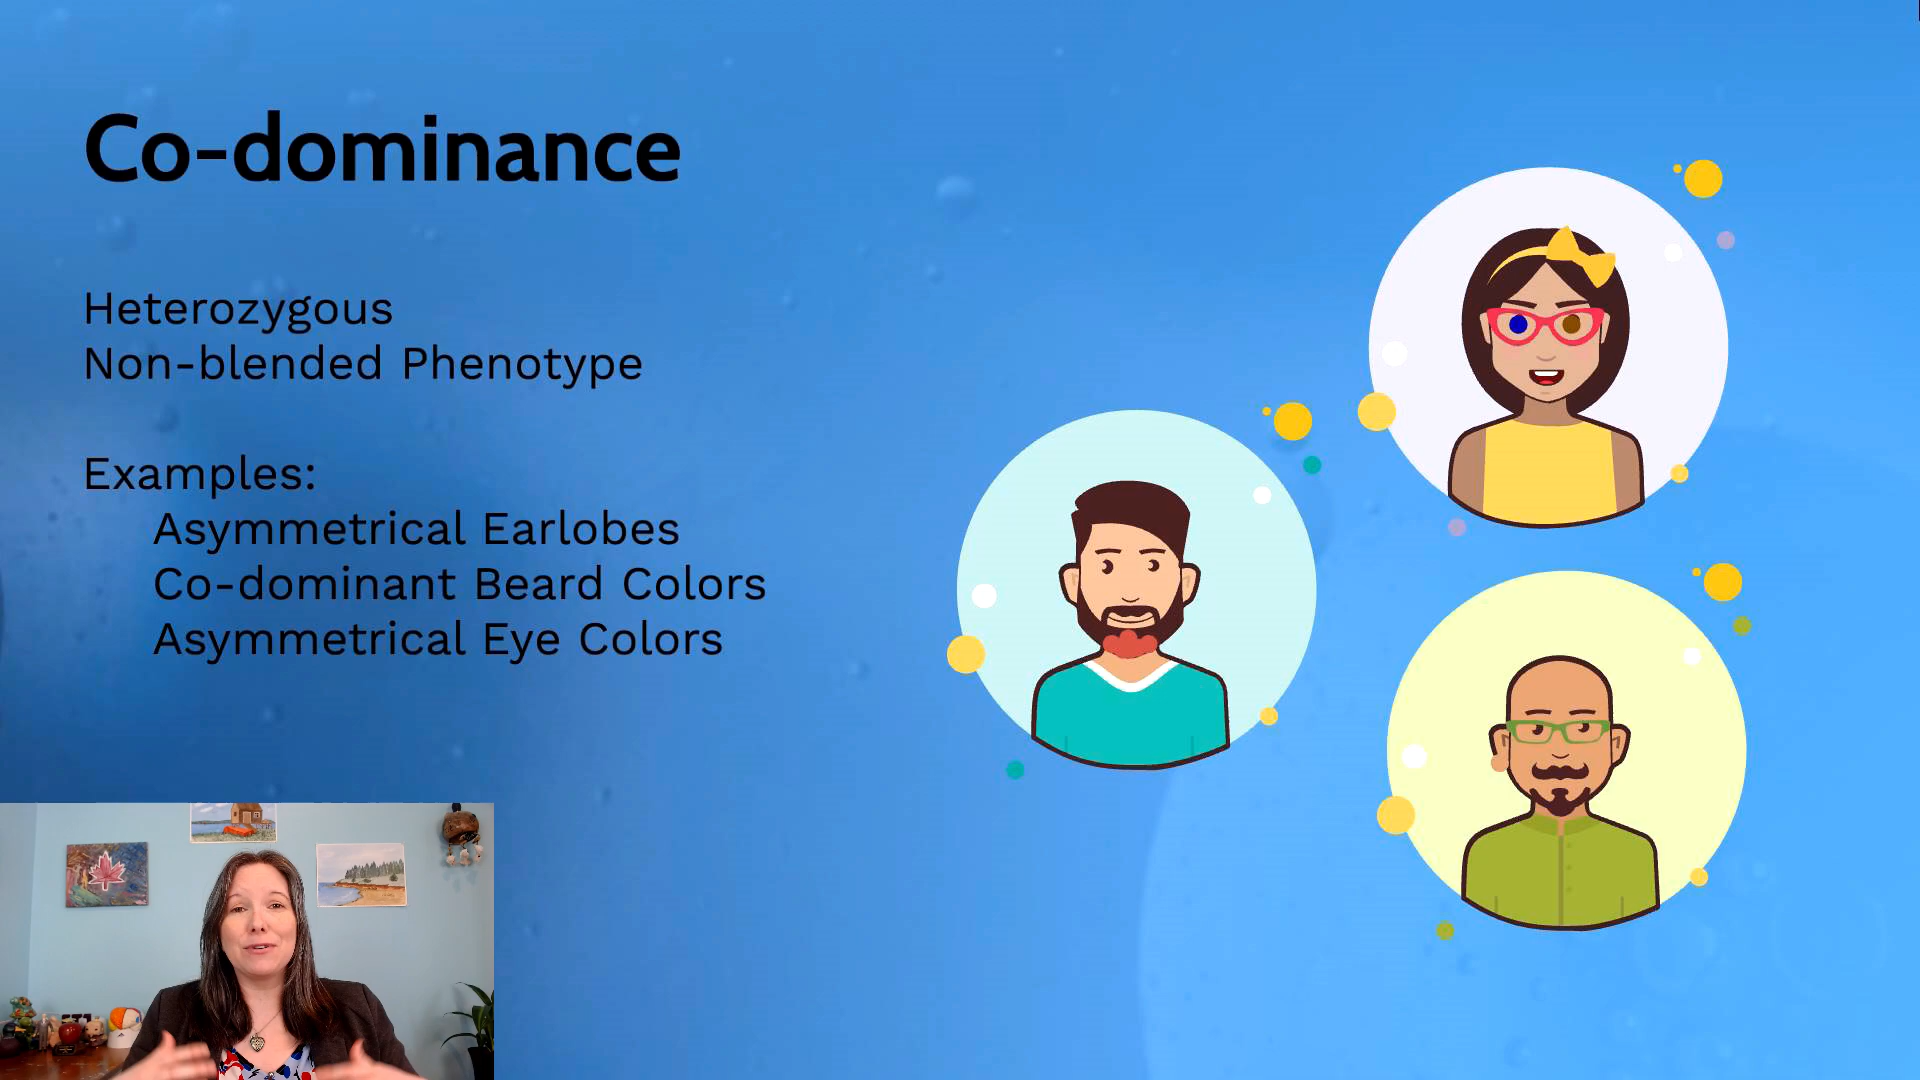 Co-dominance
Heterozygous
Non-blended Phenotype
Examples:
Asymmetrical Earlobes
Co-dominant Beard Colors
Asymmetrical Eye Colors